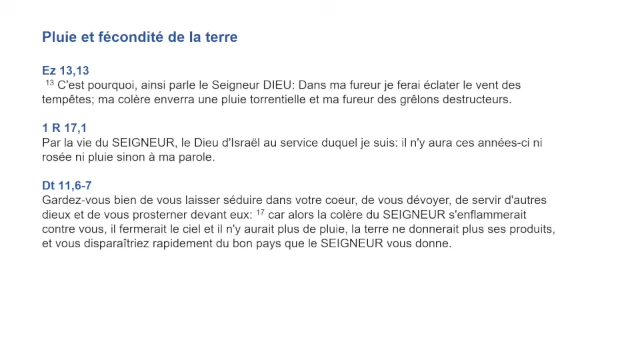 Pluie et fécondité de la terre
Ez 13,13
13 C'est pourquoi, ainsi parle le Seigneur DIEU: Dans ma fureur je ferai éclater le vent des
tempêtes; ma colère enverra une pluie torrentielle et ma fureur des grêlons destructeurs.
1 R 17,1
Par la vie du SEIGNEUR, le Dieu d'Israël au service duquel je suis: il n'y aura ces années-ci ni
rosée ni pluie sinon à ma parole.
Dt 11,6-7
Gardez-vous bien de vous laisser séduire dans votre coeur, de vous dévoyer, de servir d'autres
dieux et de vous prosterner devant eux: 17 car alors la colère du SEIGNEUR s'enflammerait
contre vous, il fermerait le ciel et il n'y aurait plus de pluie, la terre ne donnerait plus ses produits,
et vous disparaîtriez rapidement du bon pays que le SEIGNEUR vous donne.